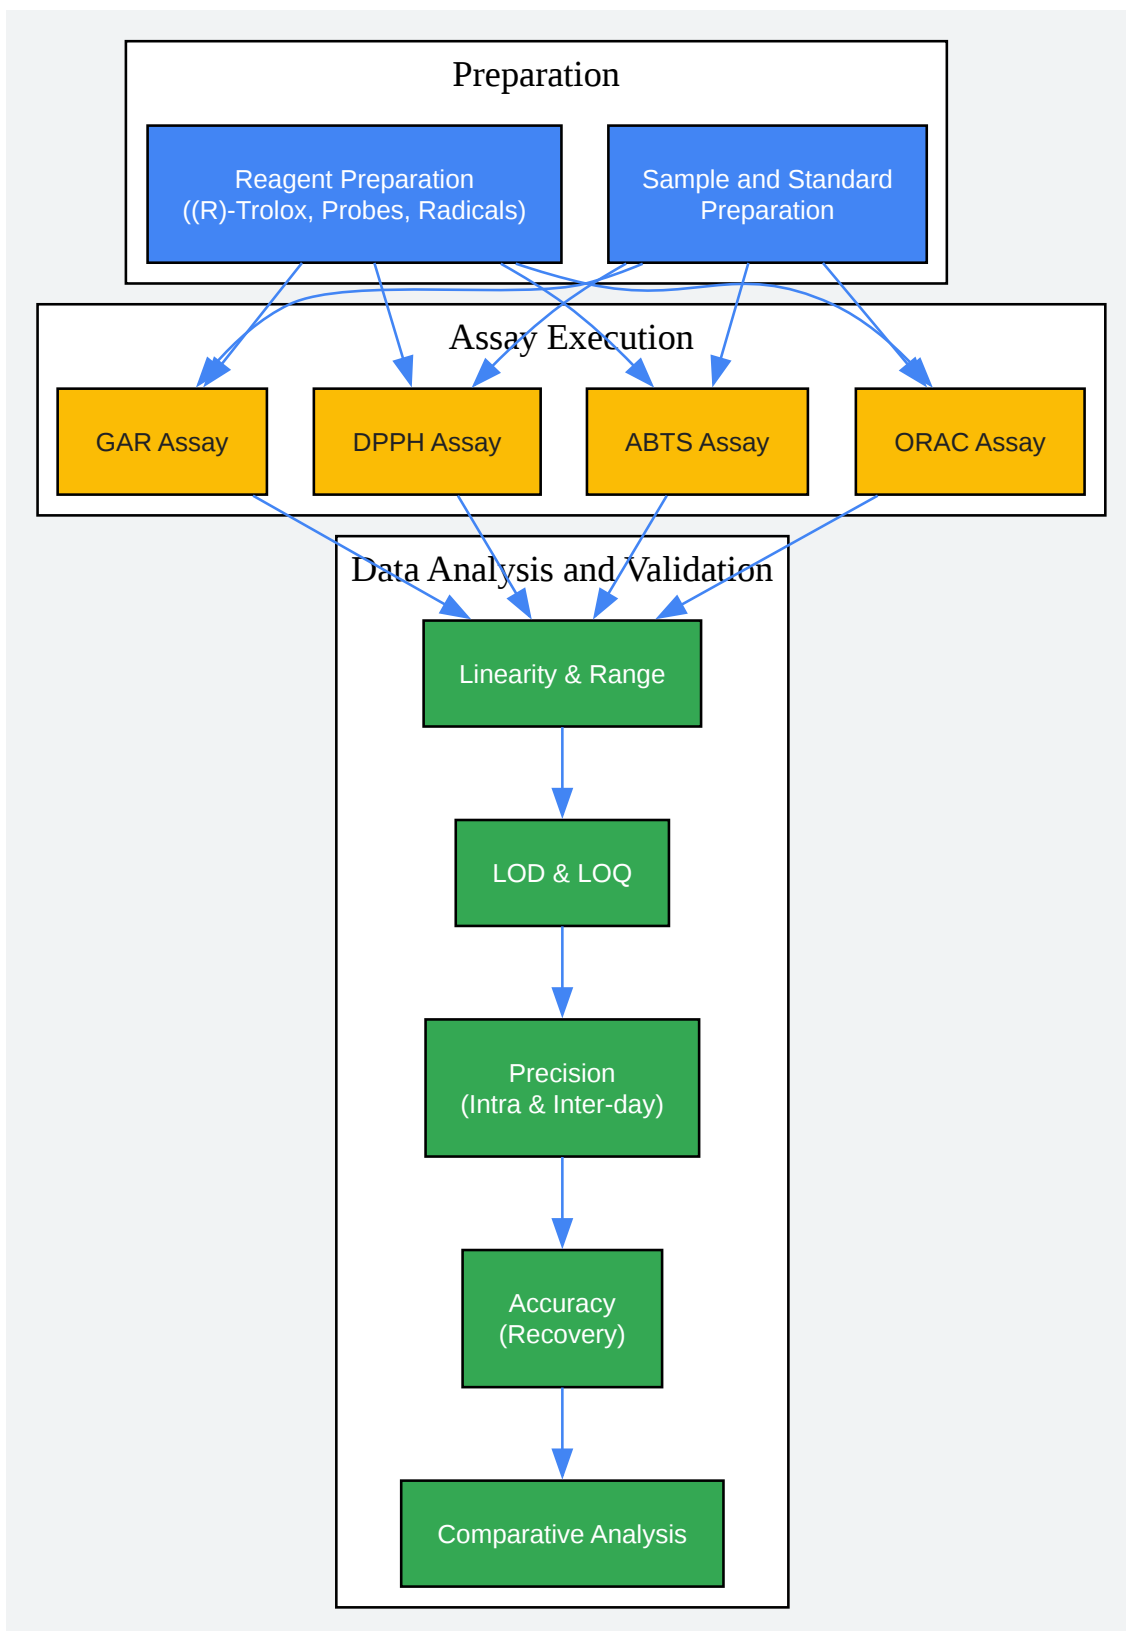 Preparation
Reagent Preparation
((R)-Trolox, Probes, Radicals)
Sample and Standard
Preparation
Assay Execution
GAR Assay
DPPH Assay
ABTS Assay
ORAC Assay
Data Analysis and Validation
Linearity & Range
LOD & LOQ
Precision
(Intra & Inter-day)
Accuracy
(Recovery)
Comparative Analysis